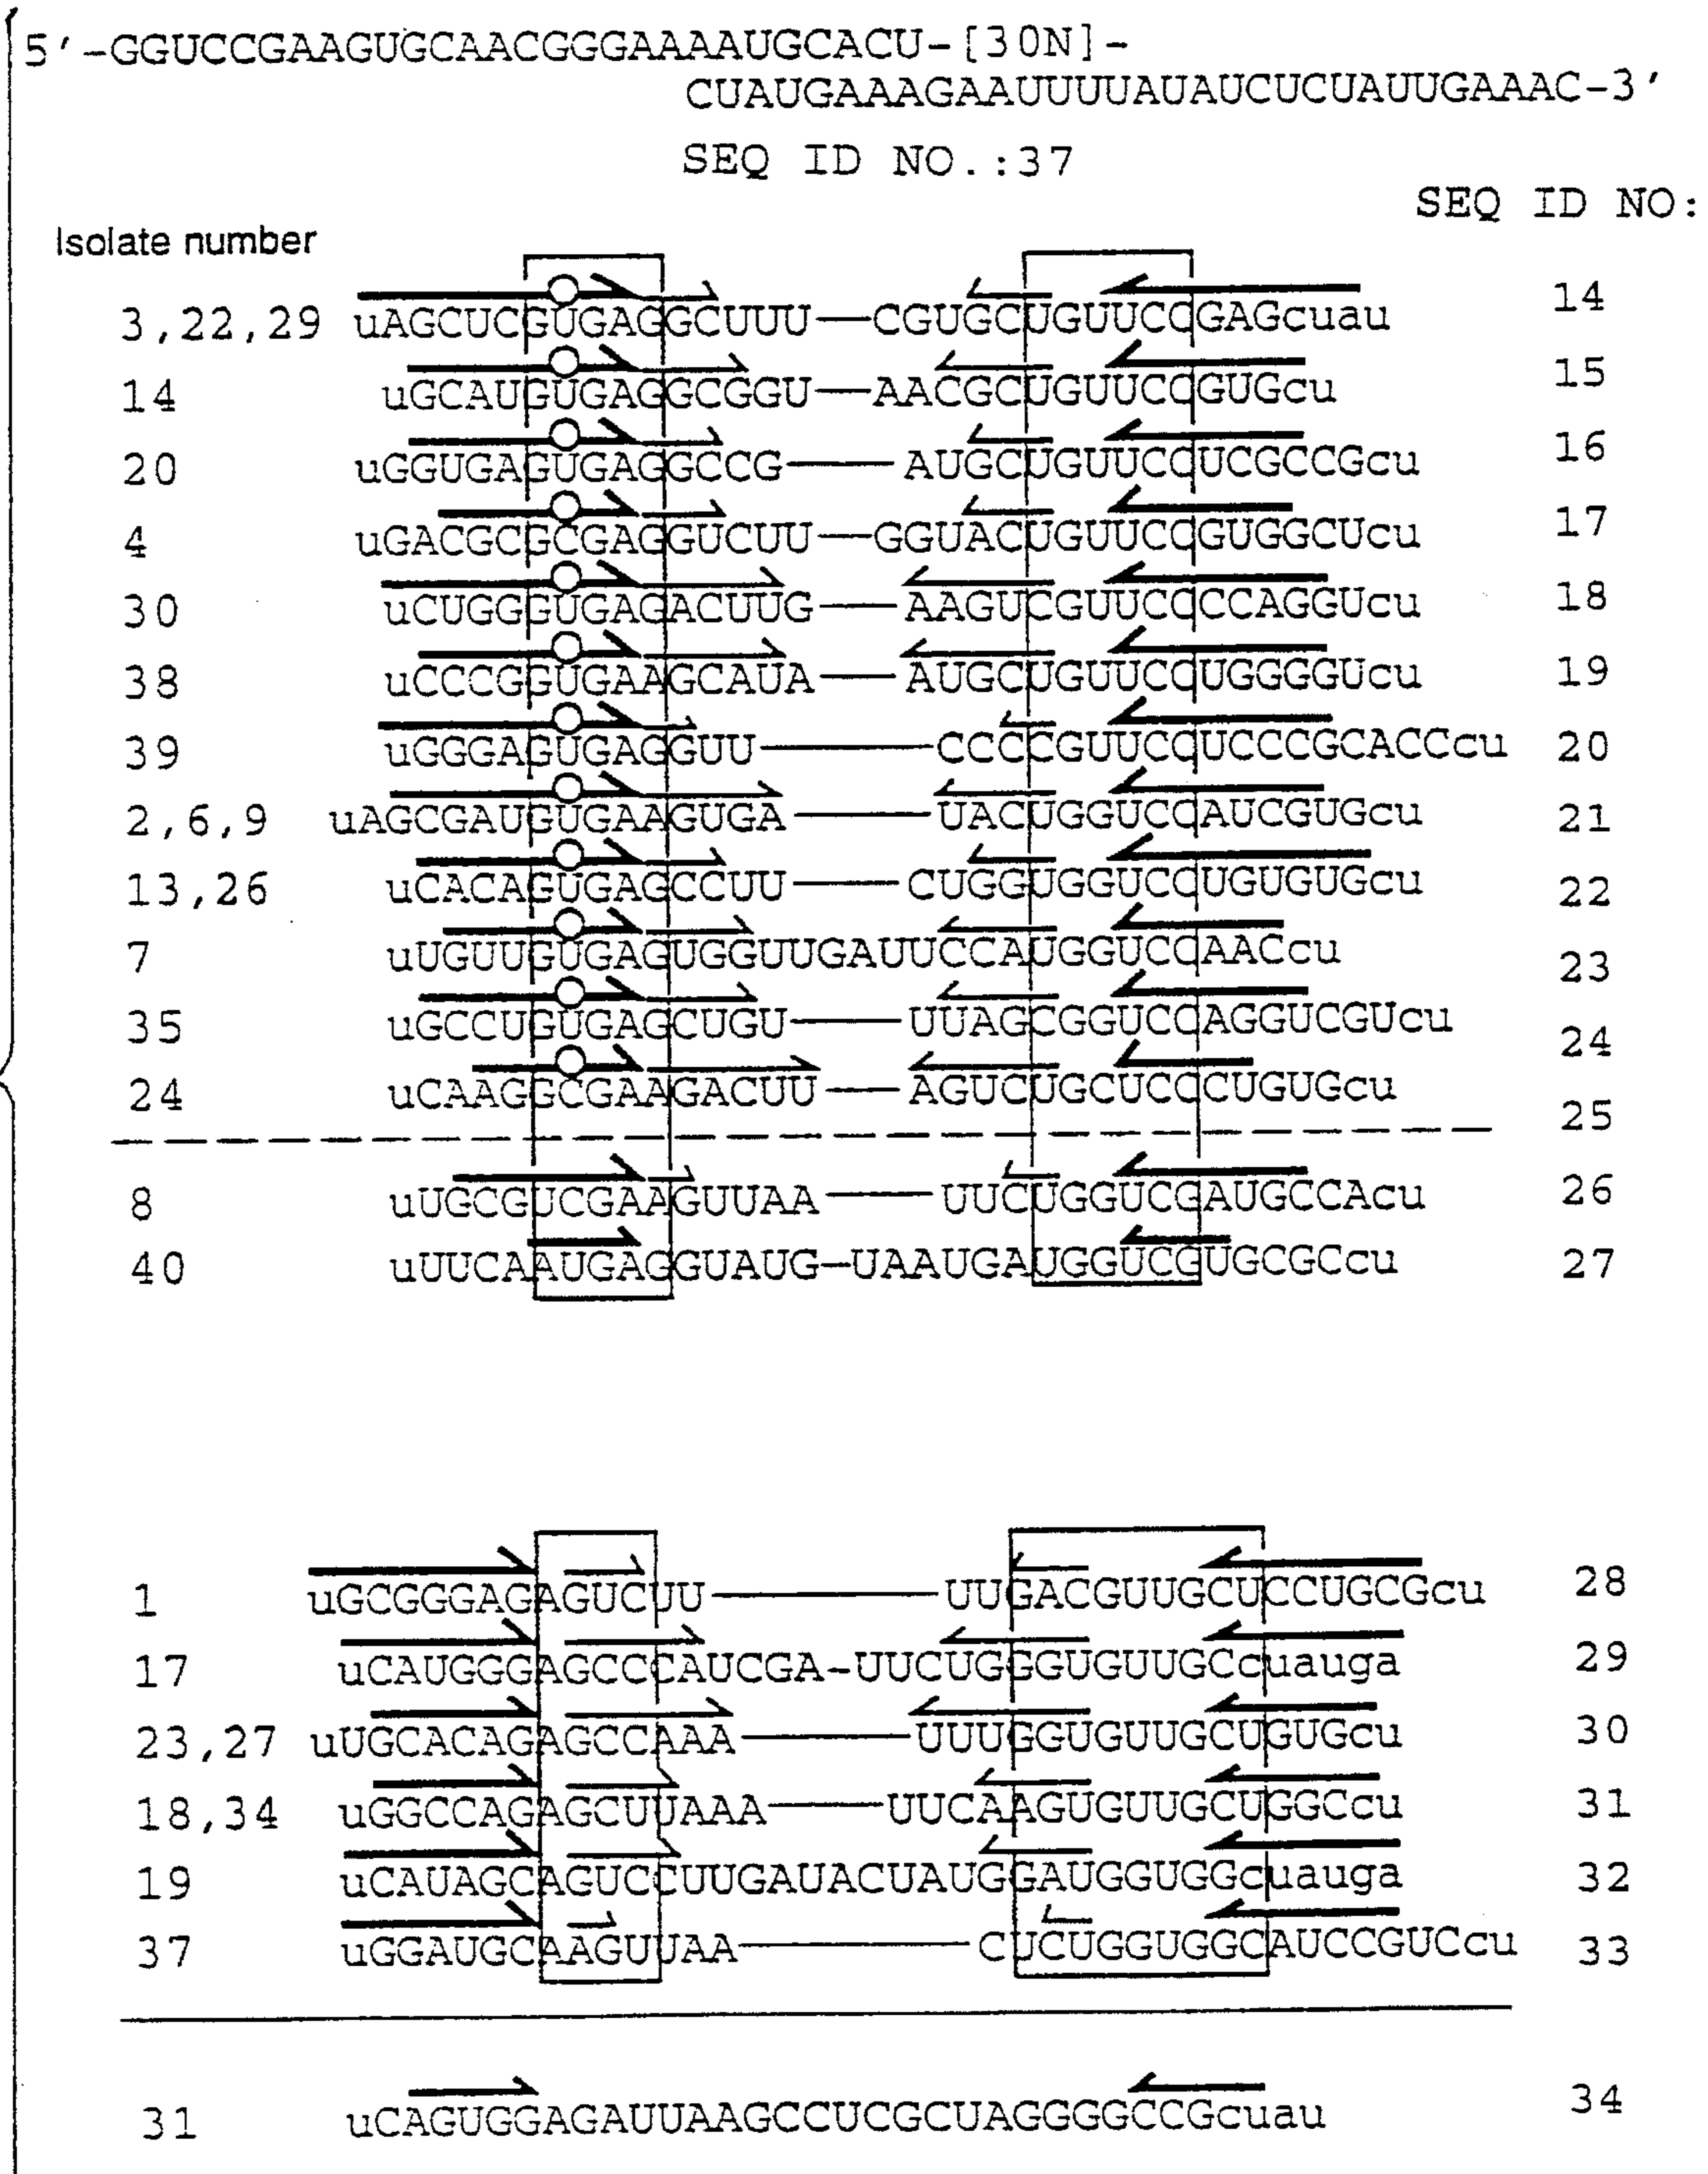 5'-GGUCCGAAGUGCAACGGGAAAAUGCACU-[30N]-
CUAUGAAAGAAUUUUAUAUCUCUAUUGAAAC-3'
SEQ ID NO.:37
SEQ ID NO:
Isolate number
3,22,29 uAGCUCGUGAGGCUUU—CGUGCUGUUCCGAGcuau 14
14 uGCAUGUGAGGCGGU—AACGCUGUUCCGUGcu 15
20 uGGUGAGUGAGGCCG——AUGCUGUUCCUCGCCGcu 16
4 uGACGCGCGAGGUCUU—GGUACUGUUCCGUGGCUcu 17
30 uCUGGGUGAGACUUG——AAGUCGUUCCCCAGGUcu 18
38 uCCCGGUGAAGCAUA——AUGCUGUUCCUGGGGUcu 19
39 uGGGAGUGAGGUU————CCCCGUUCCUCCCGCACCcu 20
2,6,9 uAGCGAUGUGAAGUGA———UACUGGUCCAUCGUGcu 21
13,26 uCACAGUGAGCCUU——CUGGUGGUCCUGUGUGcu 22
7 uUGUUGUGAGUGGUUGAUUCCAUGGUCCAACcu 23
35 uGCCUGUGAGCUGU——UUAGCGGUCCAGGUCGUcu 24
24 uCAAGGCGAAGACUU—AGUCUGCUCCCUGUGcu 25
8 uUGCGUCGAAGUUAA——UUCUGGUCGAUGCCAcu 26
40 uUUCAAUGAGGUAUG-UAAUGAUGGUCGUGCGCcu 27
1 uGCGGGAGAGUCUU————UUGACGUUGCUCCUGCGcu 28
17 uCAUGGGAGCCCAUCGA-UUCUGGGUGUUGCcuauga 29
23,27 uUGCACAGAGCCAAA———UUUGGUGUUGCUGUGcu 30
18,34 uGGCCAGAGCUUAAA——UUCAAGUGUUGCUGGCcu 31
19 uCAUAGCAGUCCUUGAUACUAUGGAUGGUGGcuauga 32
37 uGGAUGCAAGUUAA————CUCUGGUGGCAUCCGUCcu 33
31 uCAGUGGAGAUUAAGCCUCGCUAGGGGCCGcuau 34